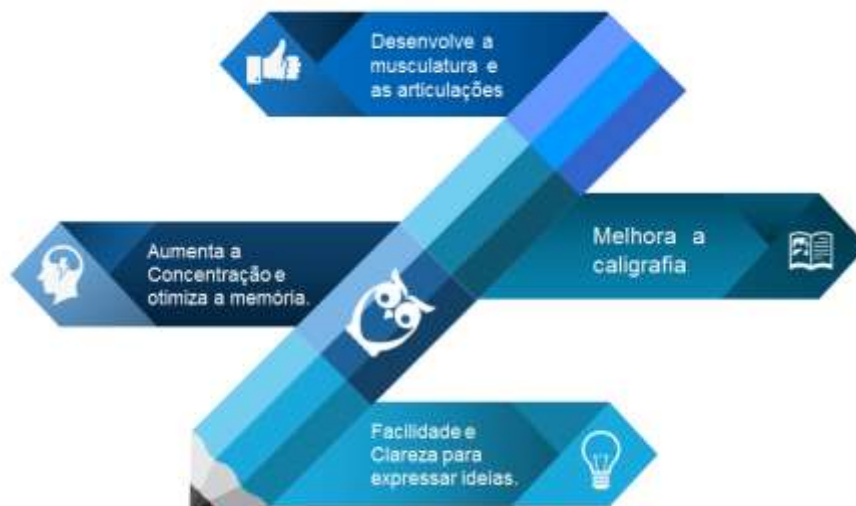 Desenvolve a
musculatura e
as articulações
Melhora a
caligrafia
Aumenta a
Concentração e
otimiza a memória.
Facilidade e
Clareza para
expressar ideias.